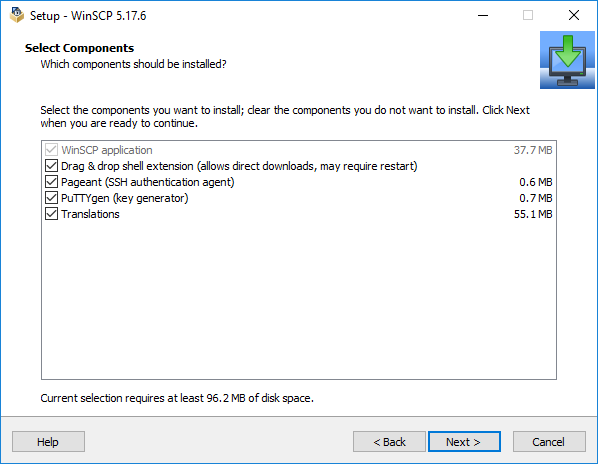 Setup - WinSCP 5.17.6
Select Components
Which components should be installed?
Select the components you want to install; clear the components you do not want to install. Click Next
when you are ready to continue.
WinSCP application 37.7 MB
Drag & drop shell extension (allows direct downloads, may require restart)
Pageant (SSH authentication agent) 0.6 MB
PuTTYgen (key generator) 0.7 MB
Translations 55.1 MB
Current selection requires at least 96.2 MB of disk space.
Help < Back Next > Cancel